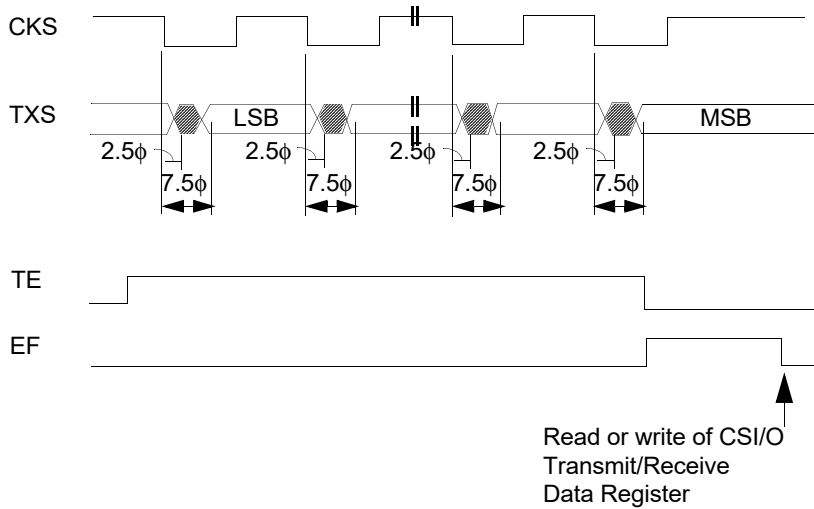 CKS
TXS
LSB
MSB
2.5ϕ 2.5ϕ 2.5ϕ 2.5ϕ
7.5ϕ 7.5ϕ 7.5ϕ 7.5ϕ
TE
EF
Read or write of CSI/O
Transmit/Receive
Data Register